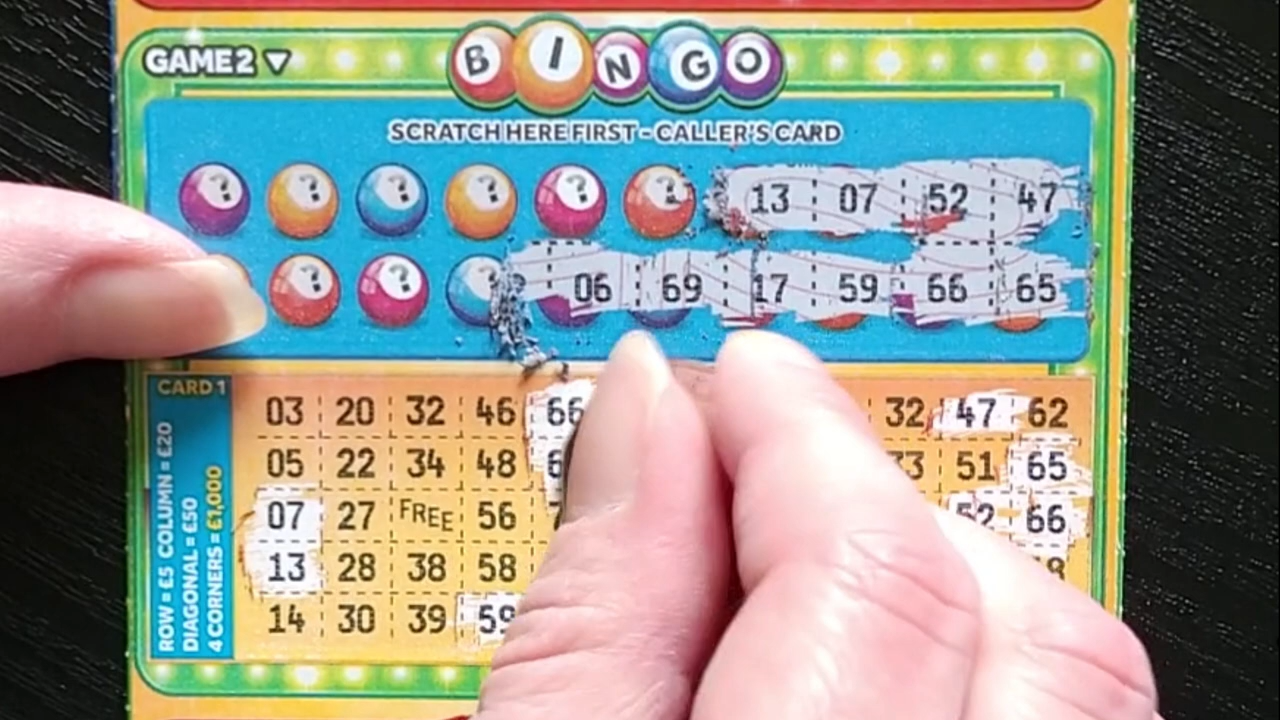 GAME 2 ▼
BINGO
SCRATCH HERE FIRST - CALLER'S CARD
? ? ? ? ? ? 13 07 52 47
? ? ? 06 69 17 59 66 65
CARD 1
ROW = £5 COLUMN = £20
DIAGONAL = £50
4 CORNERS = £1,000
03 20 32 46 66 32 47 62
05 22 34 48 51 65
07 27 FREE 56 52 66
13 28 38 58
14 30 39 59